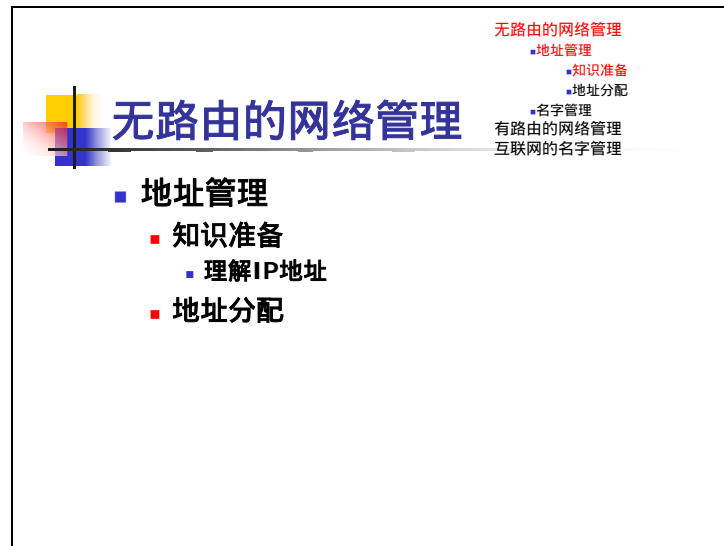 无路由的网络管理
地址管理
知识准备
地址分配
名字管理
有路由的网络管理
互联网的名字管理
无路由的网络管理
地址管理
知识准备
理解IP地址
地址分配